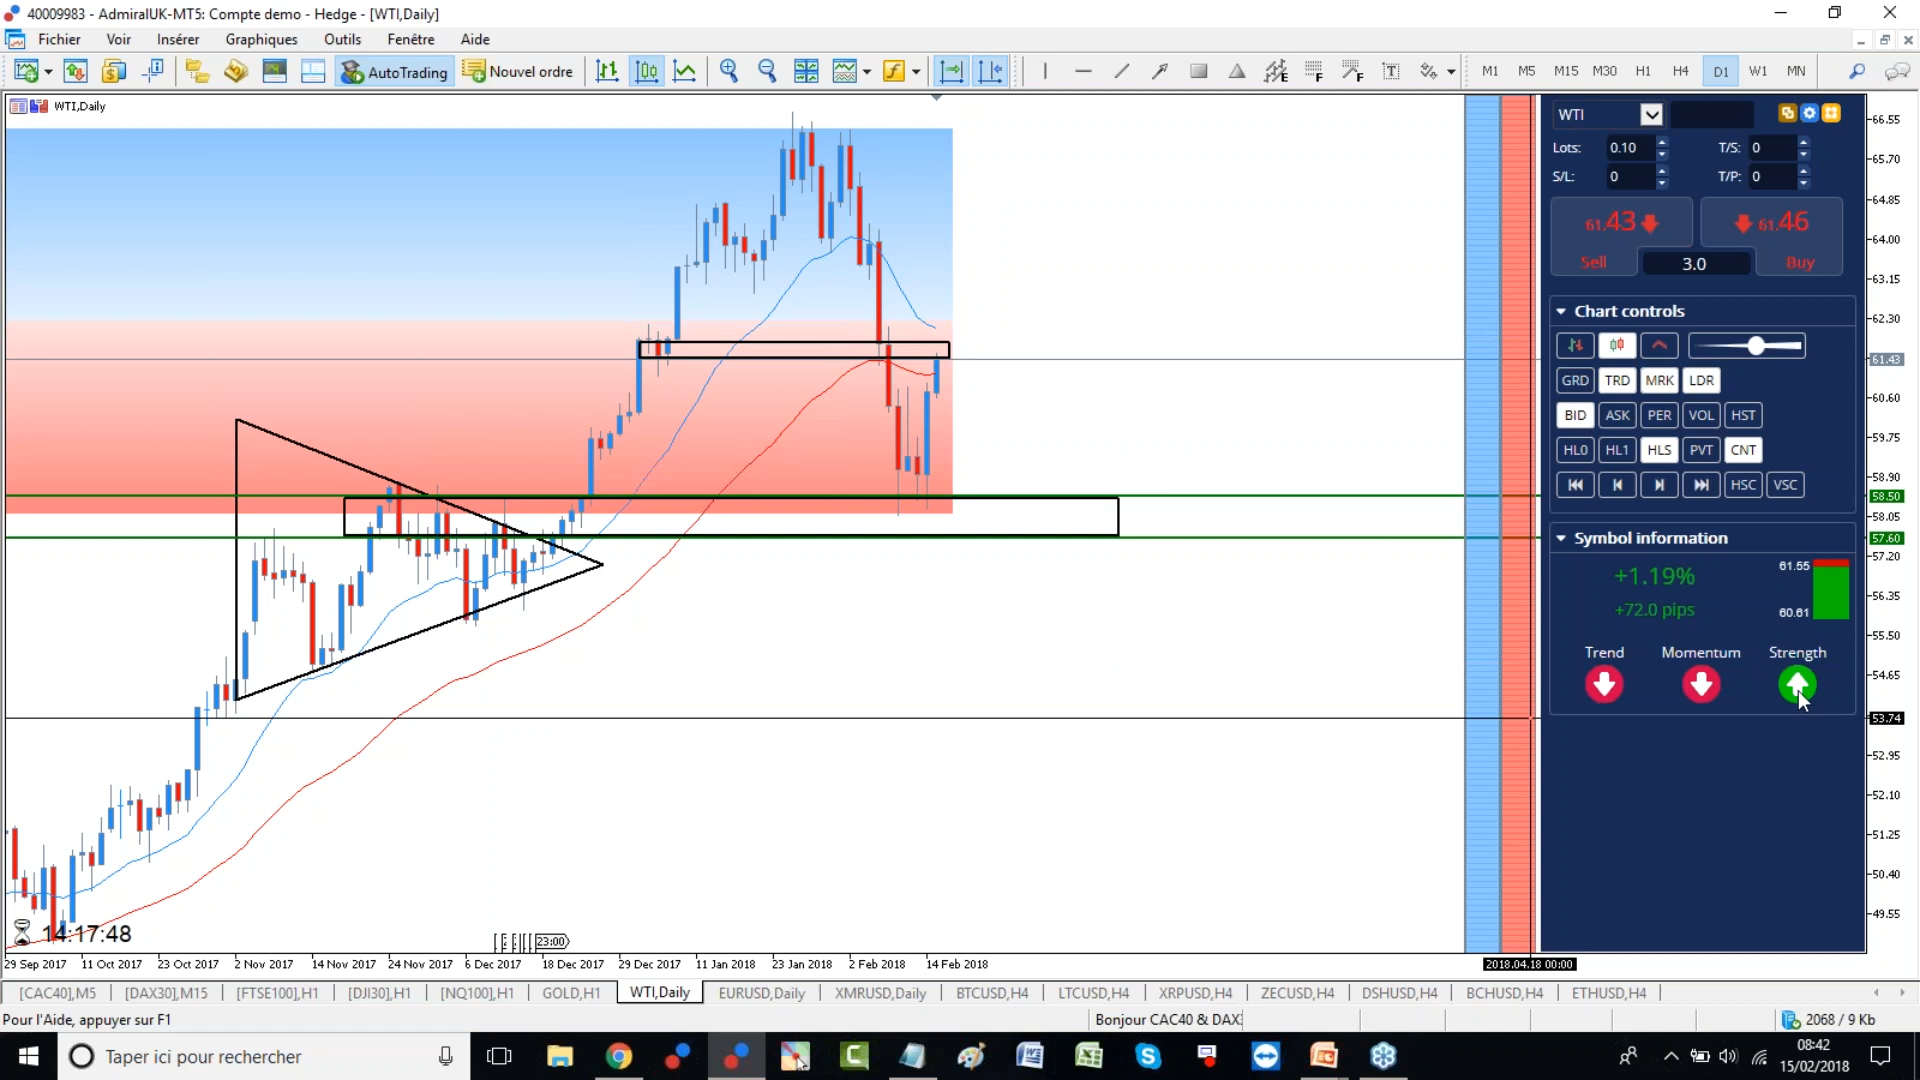 40009983 - AdmiralUK-MT5: Compte demo - Hedge - [WTI,Daily]
Fichier Voir Insérer Graphiques Outils Fenêtre Aide
AutoTrading Nouvel ordre M1 M5 M15 M30 H1 H4 D1 W1 MN
WTI,Daily
WTI
Lots: 0.10 T/S: 0
S/L: 0 T/P: 0
61.43 61.46
Sell 3.0 Buy
Chart controls
GRD TRD MRK LDR
BID ASK PER VOL HST
HL0 HL1 HLS PVT CNT
HSC VSC
Symbol information
+1.19% 61.55
+72.0 pips 60.61
Trend Momentum Strength
66.55
65.70
64.85
64.00
63.15
62.30
61.43
60.60
59.75
58.90
58.50
58.05
57.60
57.20
56.35
55.50
54.65
53.74
52.95
52.10
51.25
50.40
49.55
14:17:48
23:00
29 Sep 2017 11 Oct 2017 23 Oct 2017 2 Nov 2017 14 Nov 2017 24 Nov 2017 6 Dec 2017 18 Dec 2017 29 Dec 2017 11 Jan 2018 23 Jan 2018 2 Feb 2018 14 Feb 2018 2018.04.18 00:00
[CAC40],M5 [DAX30],M15 [FTSE100],H1 [DJI30],H1 [NQ100],H1 GOLD,H1 WTI,Daily EURUSD,Daily XMRUSD,Daily BTCUSD,H4 LTCUSD,H4 XRPUSD,H4 ZECUSD,H4 DSHUSD,H4 BCHUSD,H4 ETHUSD,H4
Pour l'Aide, appuyer sur F1 Bonjour CAC40 & DAX 2068 / 9 Kb
Taper ici pour rechercher
08:42
15/02/2018